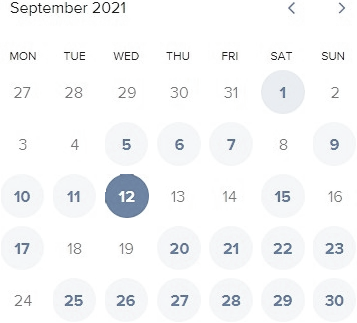 September 2021
MON TUE WED THU FRI SAT SUN
27 28 29 30 31 1 2
3 4 5 6 7 8 9
10 11 12 13 14 15 16
17 18 19 20 21 22 23
24 25 26 27 28 29 30